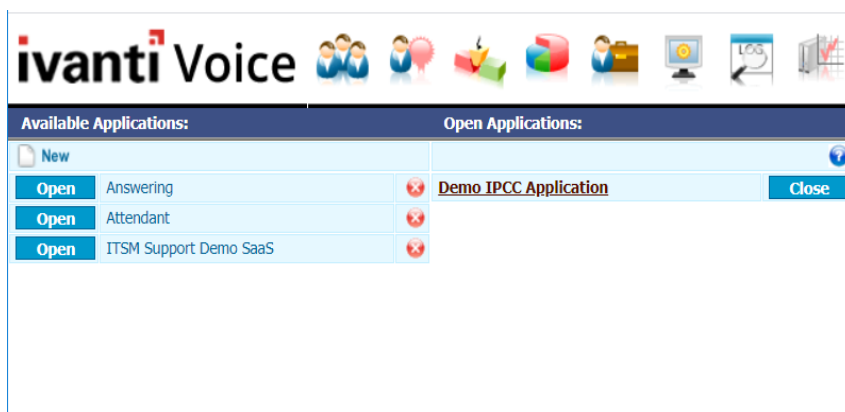 ivanti Voice
LOG
Available Applications: Open Applications:
New ?
Open Answering Demo IPCC Application Close
Open Attendant
Open ITSM Support Demo SaaS